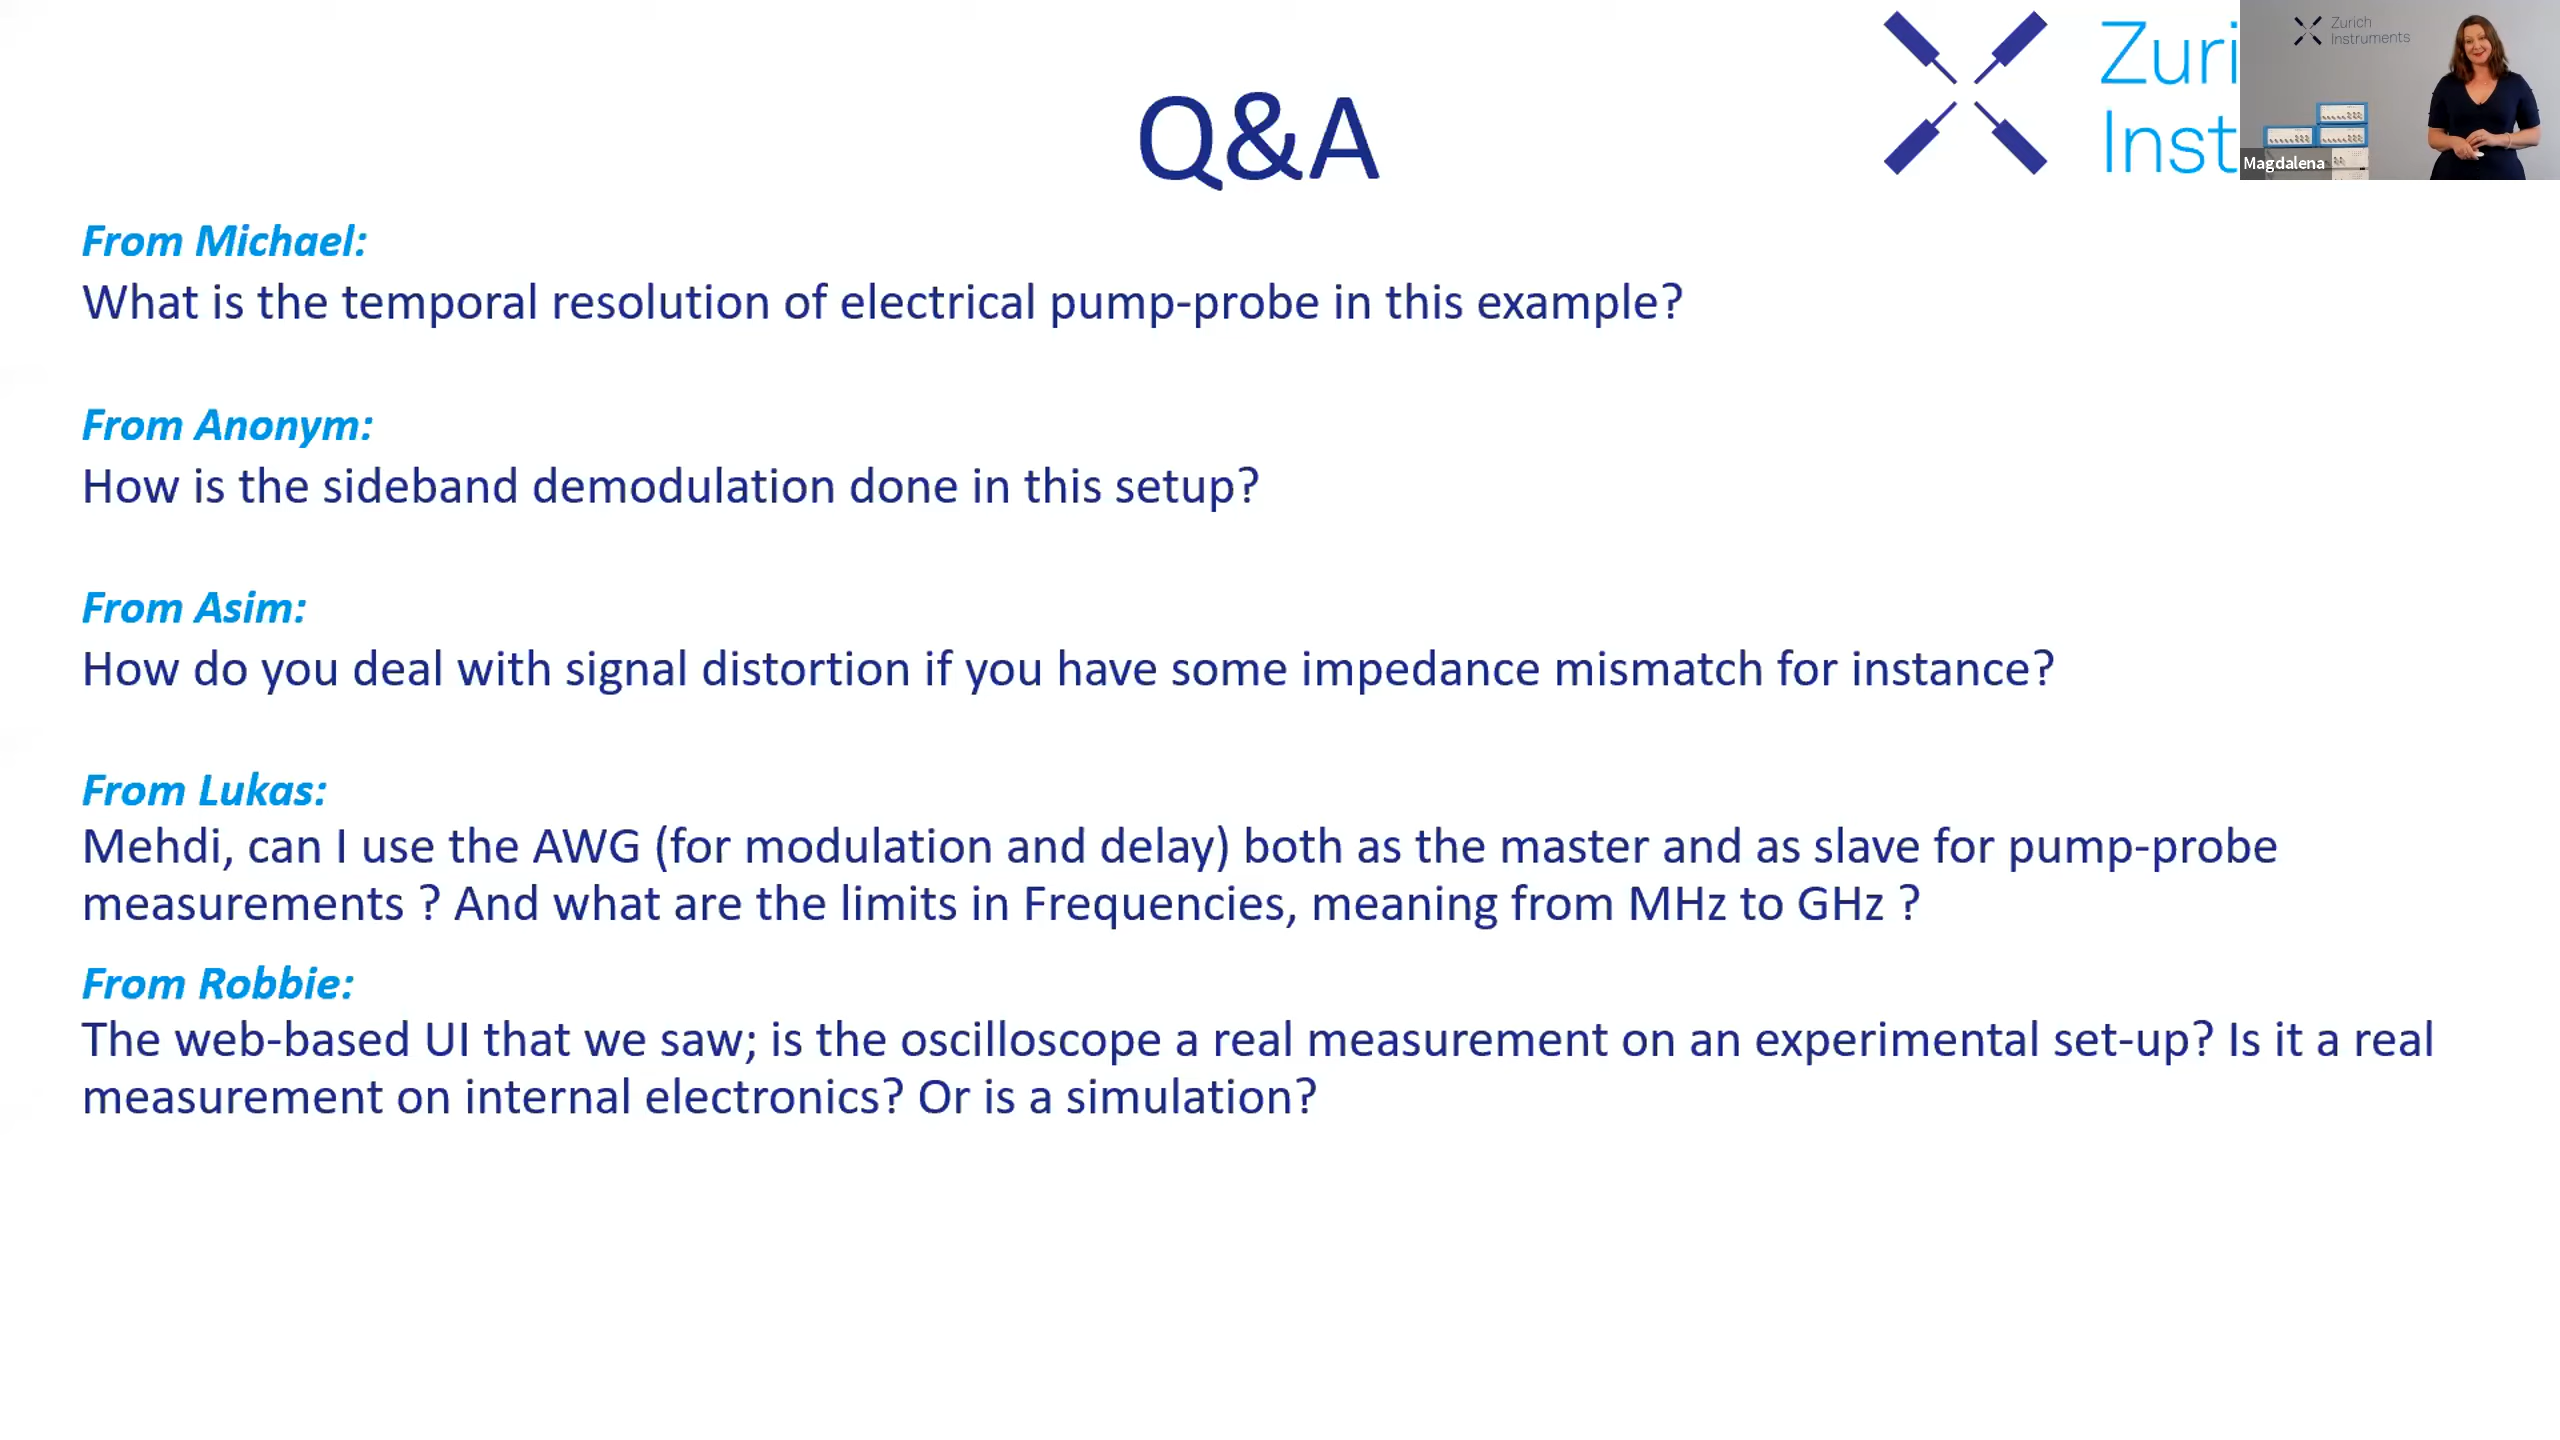 Q&A
Zuri
Inst
Zurich
Instruments
Magdalena
From Michael:
What is the temporal resolution of electrical pump-probe in this example?
From Anonym:
How is the sideband demodulation done in this setup?
From Asim:
How do you deal with signal distortion if you have some impedance mismatch for instance?
From Lukas:
Mehdi, can I use the AWG (for modulation and delay) both as the master and as slave for pump-probe
measurements ? And what are the limits in Frequencies, meaning from MHz to GHz ?
From Robbie:
The web-based UI that we saw; is the oscilloscope a real measurement on an experimental set-up? Is it a real
measurement on internal electronics? Or is a simulation?